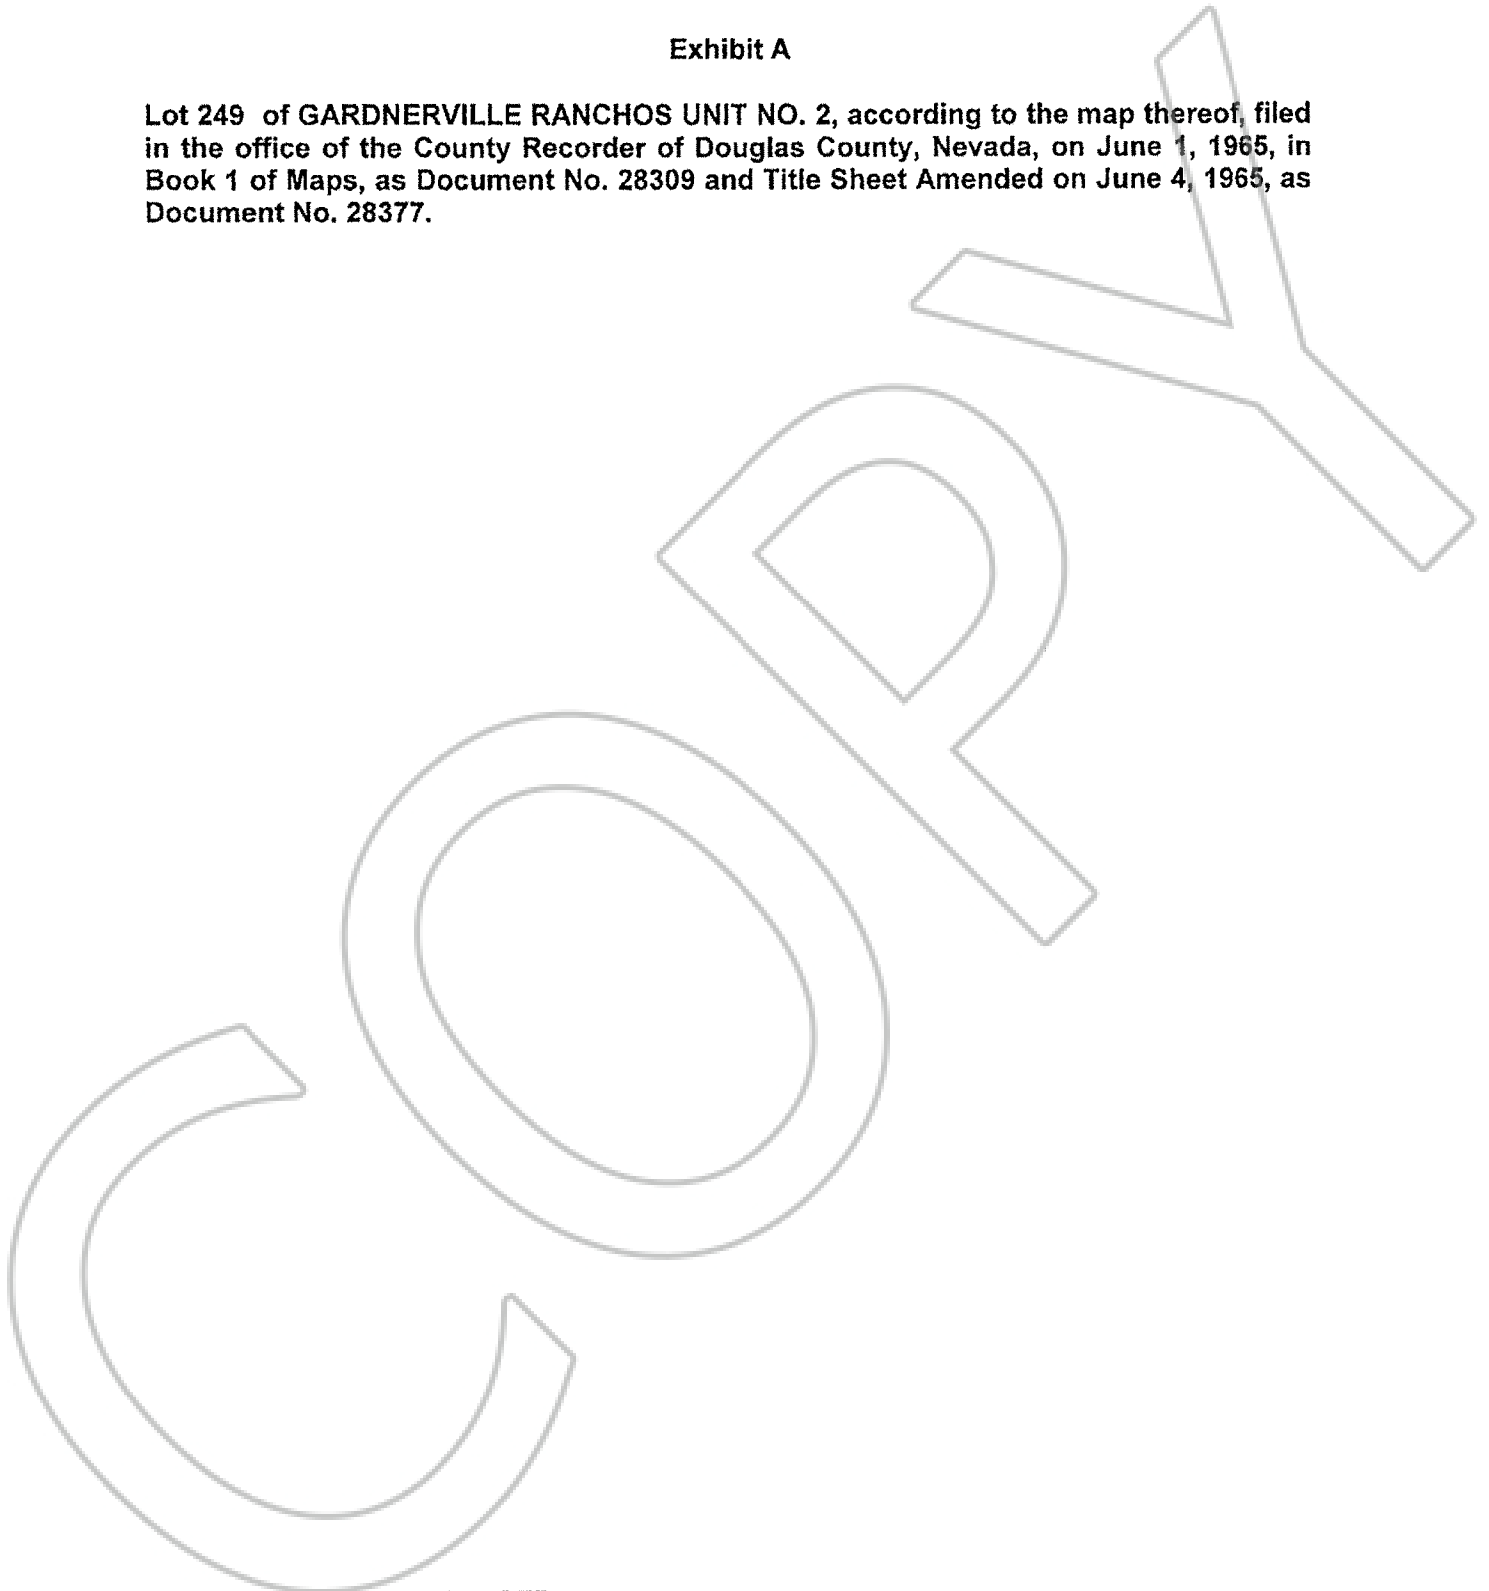 Exhibit A
Lot 249 of GARDNERVILLE RANCHOS UNIT NO. 2, according to the map thereof, filed
in the office of the County Recorder of Douglas County, Nevada, on June 1, 1965, in
Book 1 of Maps, as Document No. 28309 and Title Sheet Amended on June 4, 1965, as
Document No. 28377.
COPY